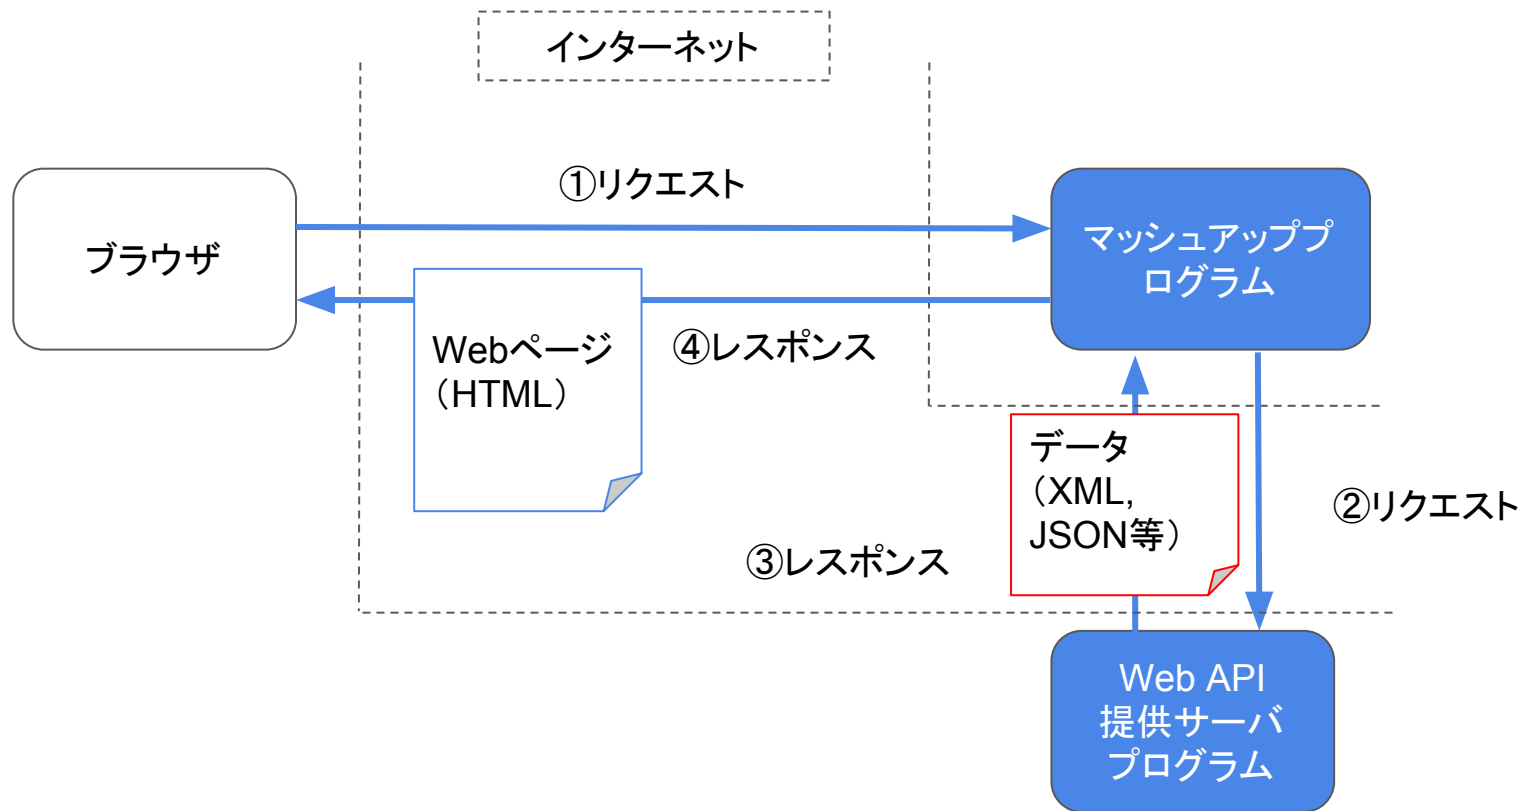 インターネット
①リクエスト
ブラウザ
マッシュアッププ
ログラム
Webページ
（HTML）
④レスポンス
データ
（XML,
JSON等）
②リクエスト
③レスポンス
Web API
提供サーバ
プログラム